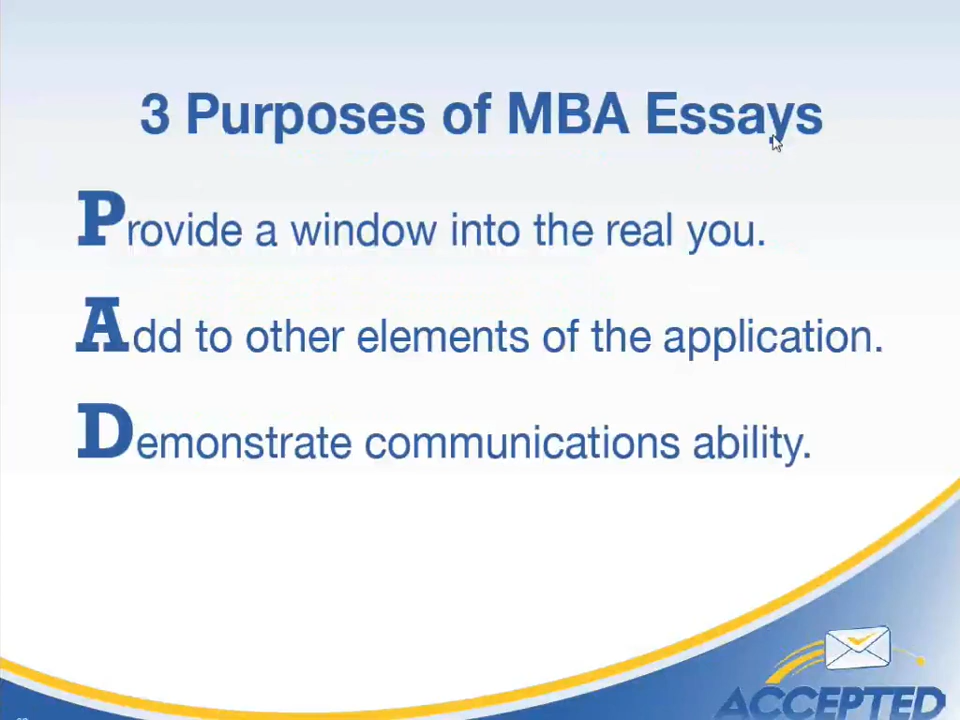 3 Purposes of MBA Essays
Provide a window into the real you.
Add to other elements of the application.
Demonstrate communications ability.
ACCEPTED